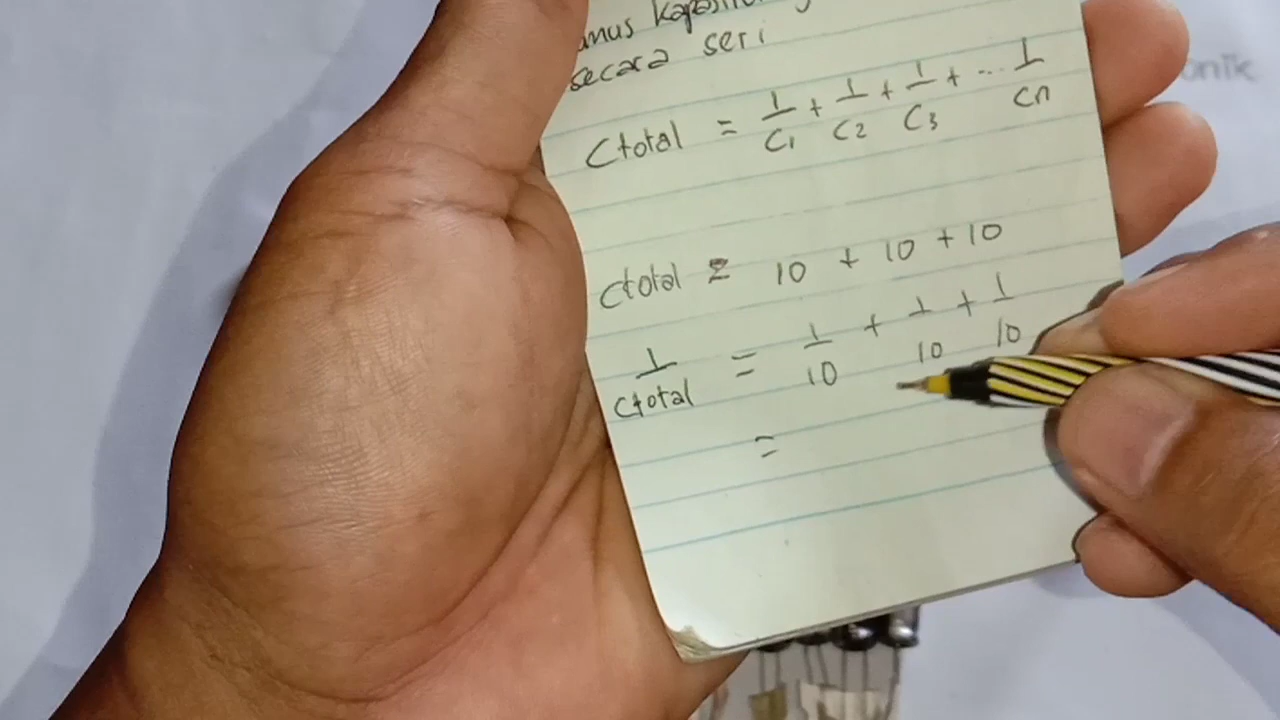 secara seri
Ctotal = 1/C1 + 1/C2 + 1/C3 + ... 1/Cn
Ctotal = 10 + 10 + 10
1/Ctotal = 1/10 + 1/10 + 1/10
=